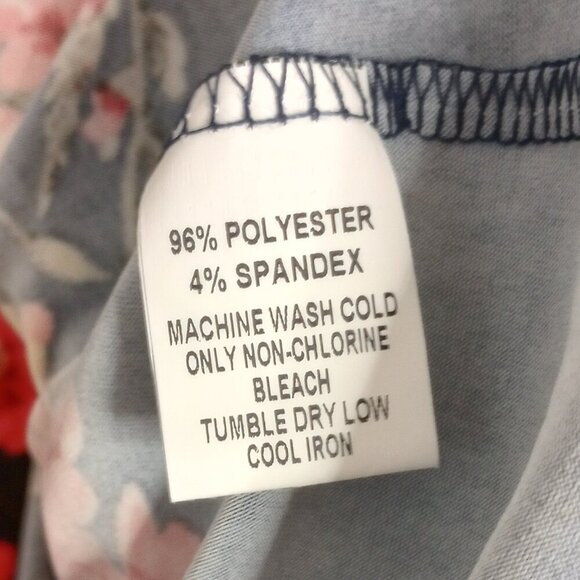 96% POLYESTER
4% SPANDEX
MACHINE WASH COLD
ONLY NON-CHLORINE
BLEACH
TUMBLE DRY LOW
COOL IRON